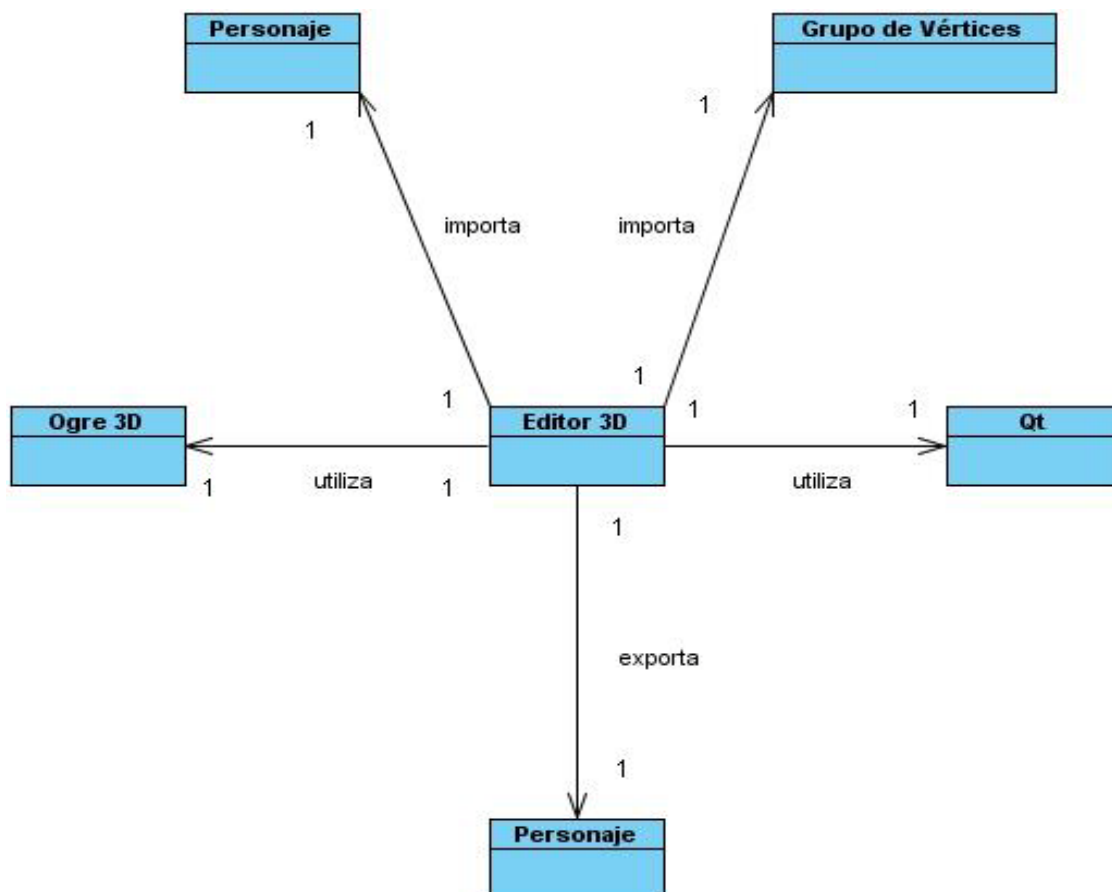 Personaje
Grupo de Vértices
1
1
importa
importa
1
1
1
1
Ogre 3D
Editor 3D
Qt
1
utiliza
1
utiliza
1
exporta
1
Personaje